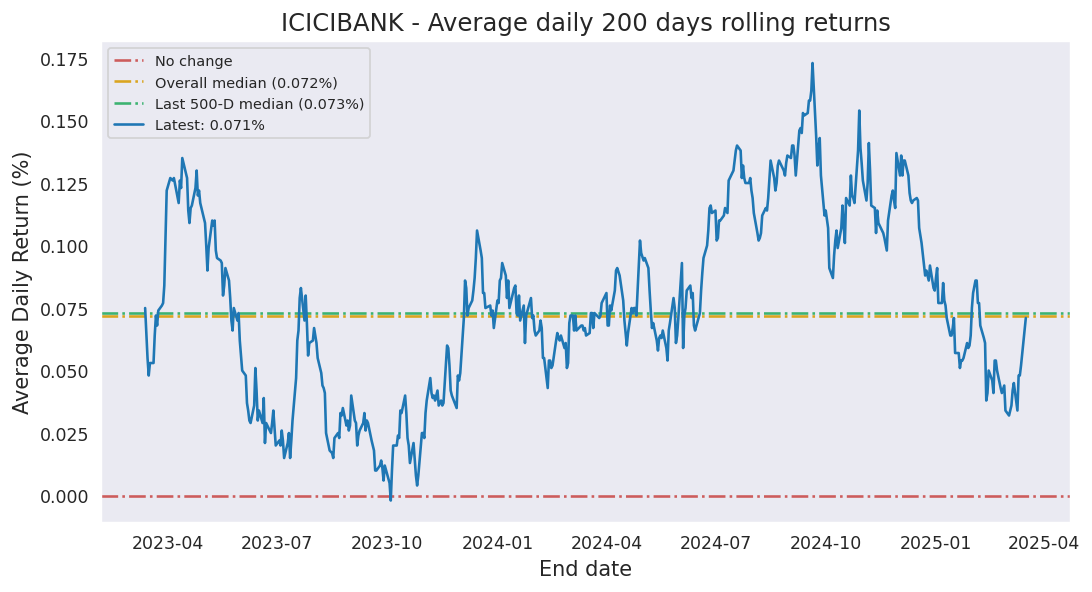 ICICIBANK - Average daily 200 days rolling returns
0.175
0.150
0.125
0.100
0.075
0.050
0.025
0.000
Average Daily Return (%)
No change
Overall median (0.072%)
Last 500-D median (0.073%)
Latest: 0.071%
2023-04 2023-07 2023-10 2024-01 2024-04 2024-07 2024-10 2025-01 2025-04
End date